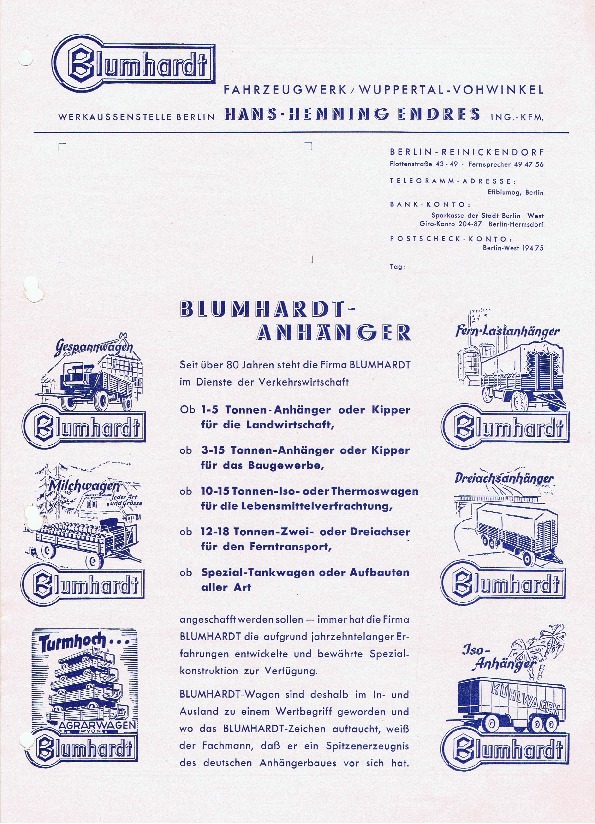 Blumhardt
FAHRZEUGWERK / WUPPERTAL-VOHWINKEL
WERKAUSSENSTELLE BERLIN HANS-HENNING ENDRES ING.-KFM.
BERLIN-REINICKENDORF
Flottenstraße 43 - 49 · Fernsprecher 49 47 56
TELEGRAMM-ADRESSE:
Efiblumog, Berlin
BANK-KONTO:
Sparkasse der Stadt Berlin West
Giro-Konto 204-87 Berlin-Hermsdorf
POSTSCHECK-KONTO:
Berlin-West 194 75
Tag:
BLUMHARDT-
ANHÄNGER
Seit über 80 Jahren steht die Firma BLUMHARDT
im Dienste der Verkehrswirtschaft
Ob 1-5 Tonnen-Anhänger oder Kipper
für die Landwirtschaft,
ob 3-15 Tonnen-Anhänger oder Kipper
für das Baugewerbe,
ob 10-15 Tonnen-Iso- oder Thermoswagen
für die Lebensmittelverfrachtung,
ob 12-18 Tonnen-Zwei- oder Dreiachser
für den Ferntransport,
ob Spezial-Tankwagen oder Aufbauten
aller Art
angeschafft werden sollen — immer hat die Firma
BLUMHARDT die aufgrund jahrzehntelanger Er-
fahrungen entwickelte und bewährte Spezial-
konstruktion zur Verfügung.
BLUMHARDT-Wagen sind deshalb im In- und
Ausland zu einem Wertbegriff geworden und
wo das BLUMHARDT-Zeichen auftaucht, weiß
der Fachmann, daß er ein Spitzenerzeugnis
des deutschen Anhängerbaues vor sich hat.
Gespannwagen
Blumhardt
Milchwagen
jeder Art
und Grösse
Blumhardt
Turmhoch...
AGRARWAGEN
VON
Blumhardt
Fern-Lastanhänger
Blumhardt
Dreiachsanhänger
Blumhardt
Iso-
Anhänger
KÜHLWAGEN
Blumhardt